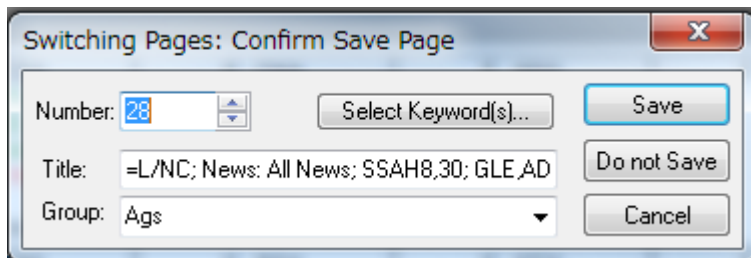 Switching Pages: Confirm Save Page
Number: 28 Select Keyword(s)... Save
Title: =L/NC; News: All News; SSAH8,30; GLE,AD Do not Save
Group: Ags Cancel